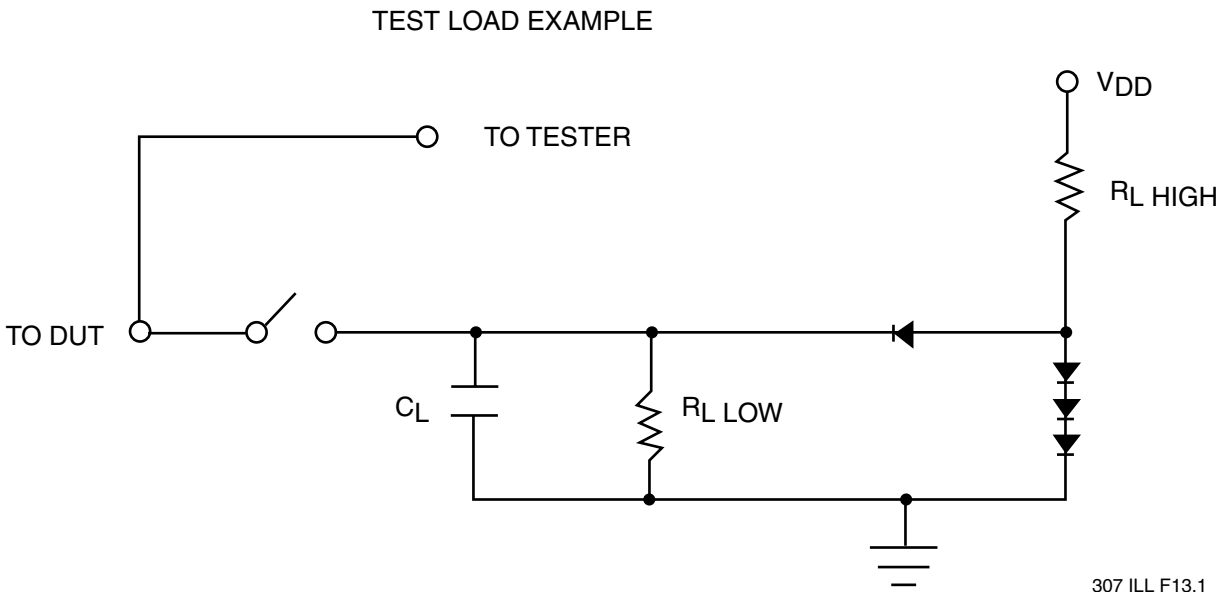 TEST LOAD EXAMPLE
VDD
TO TESTER
RL HIGH
TO DUT
CL
RL LOW
307 ILL F13.1